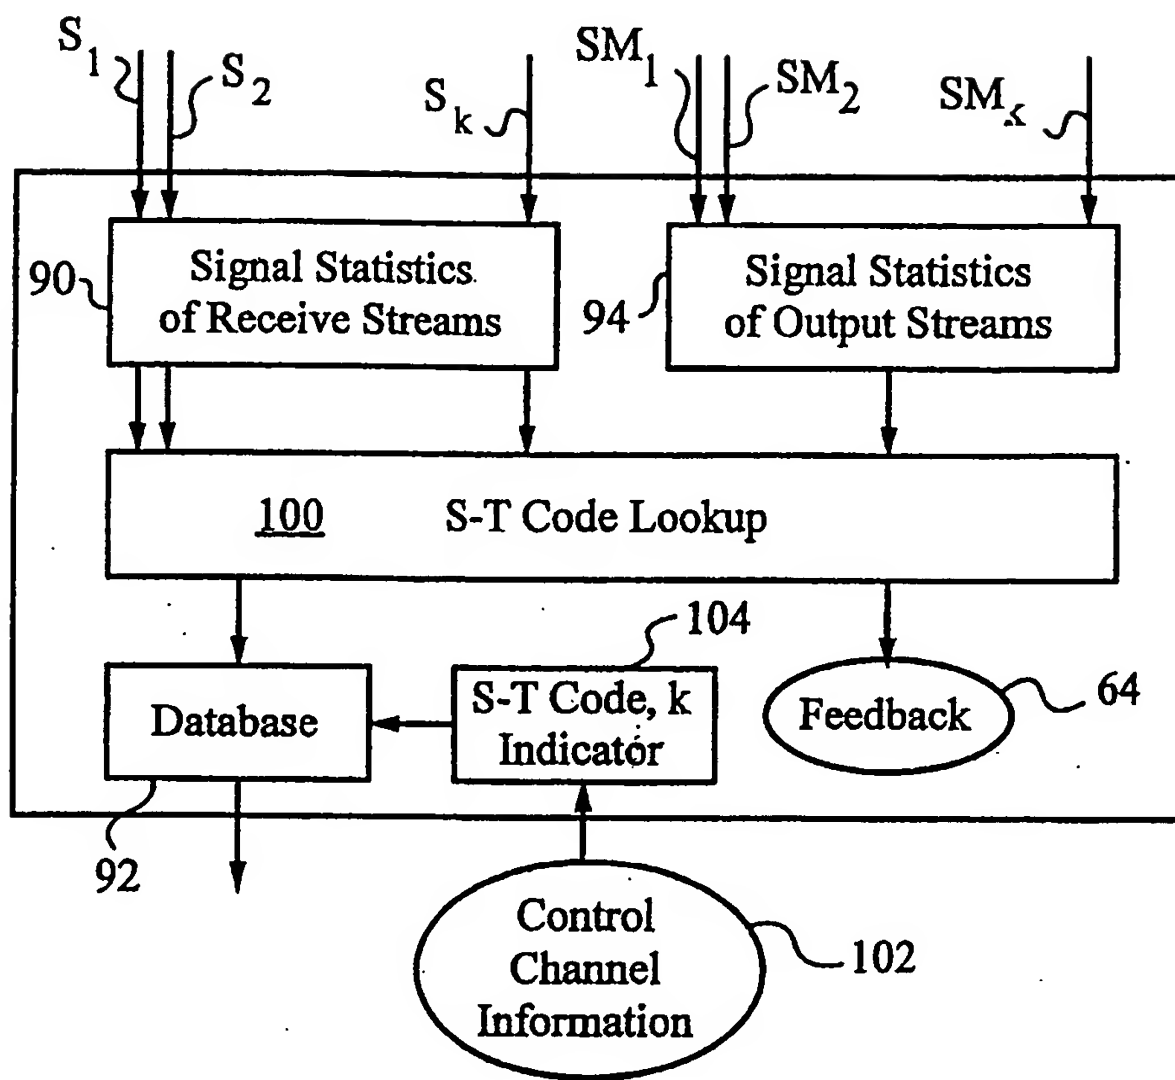 S1 S2 Sk SM1 SM2 SMx
90 Signal Statistics
of Receive Streams
94 Signal Statistics
of Output Streams
100 S-T Code Lookup
104
Database
S-T Code, k
Indicator
Feedback
64
92
Control
Channel
Information
102